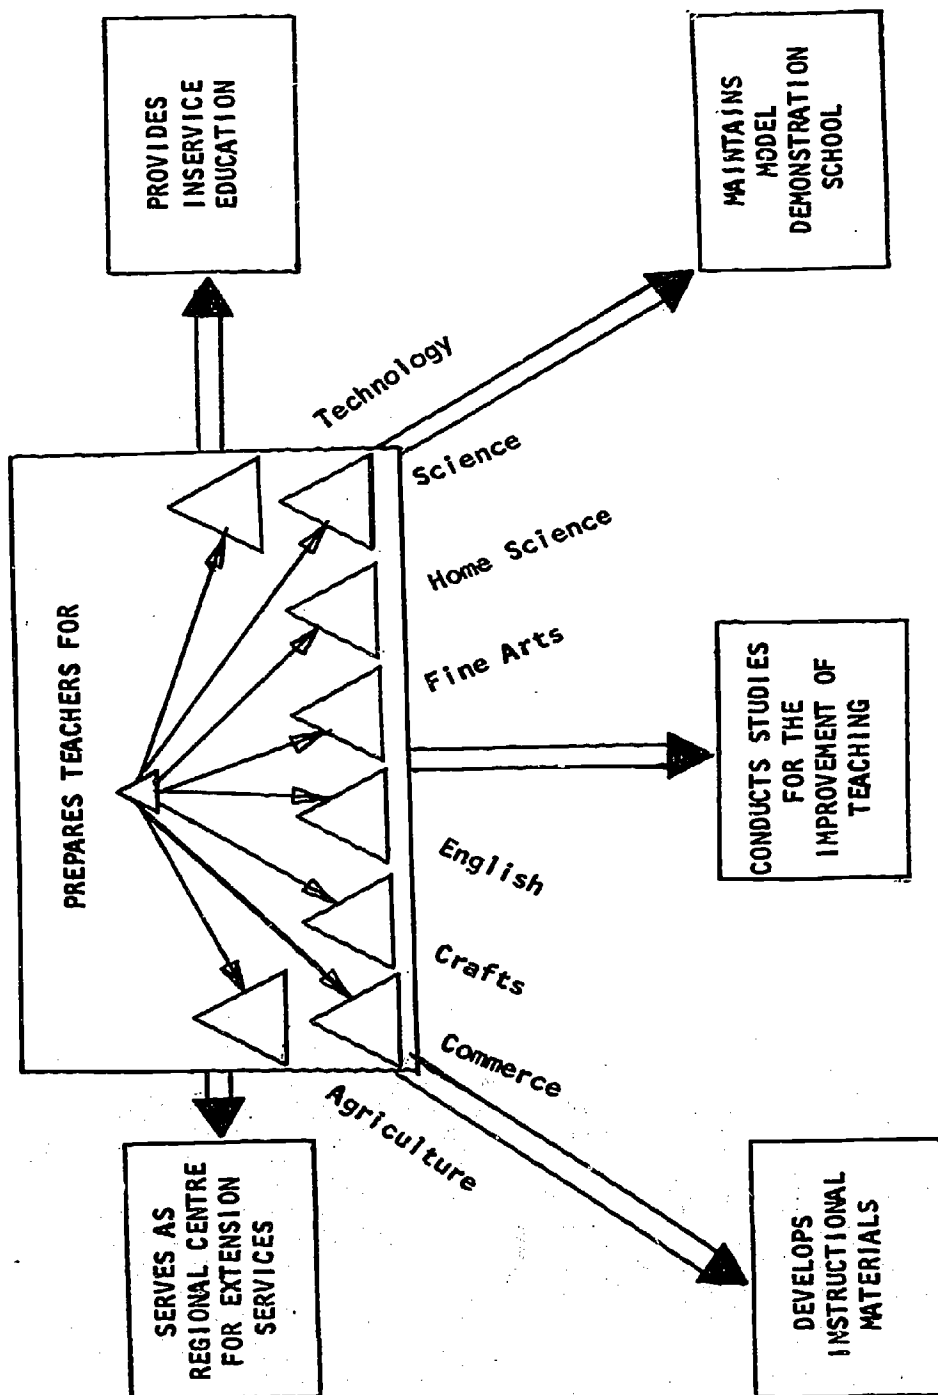 PREPARES TEACHERS FOR
SERVES AS
REGIONAL CENTRE
FOR EXTENSION
SERVICES
PROVIDES
INSERVICE
EDUCATION
Agriculture
Commerce
Crafts
English
Fine Arts
Home Science
Science
Technology
DEVELOPS
INSTRUCTIONAL
MATERIALS
CONDUCTS STUDIES
FOR THE
IMPROVEMENT OF
TEACHING
MAINTAINS
MODEL
DEMONSTRATION
SCHOOL